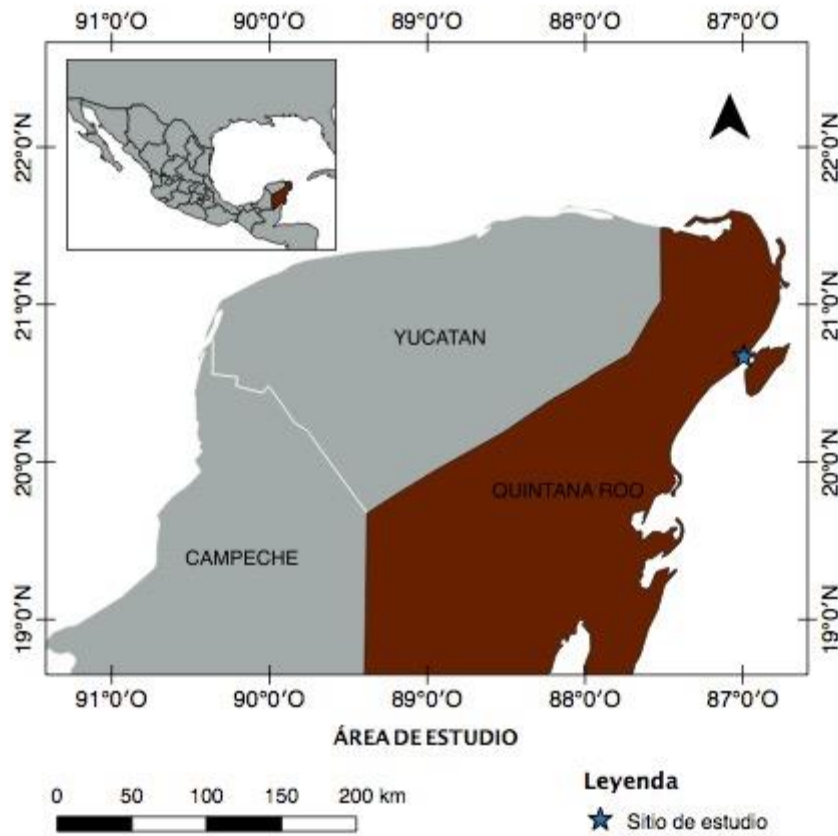 91°0'O 90°0'O 89°0'O 88°0'O 87°0'O
22°0'N 22°0'N
21°0'N 21°0'N
YUCATAN
20°0'N 20°0'N
QUINTANA ROO
CAMPECHE
19°0'N 19°0'N
91°0'O 90°0'O 89°0'O 88°0'O 87°0'O
ÁREA DE ESTUDIO
Leyenda
0 50 100 150 200 km
Sitio de estudio